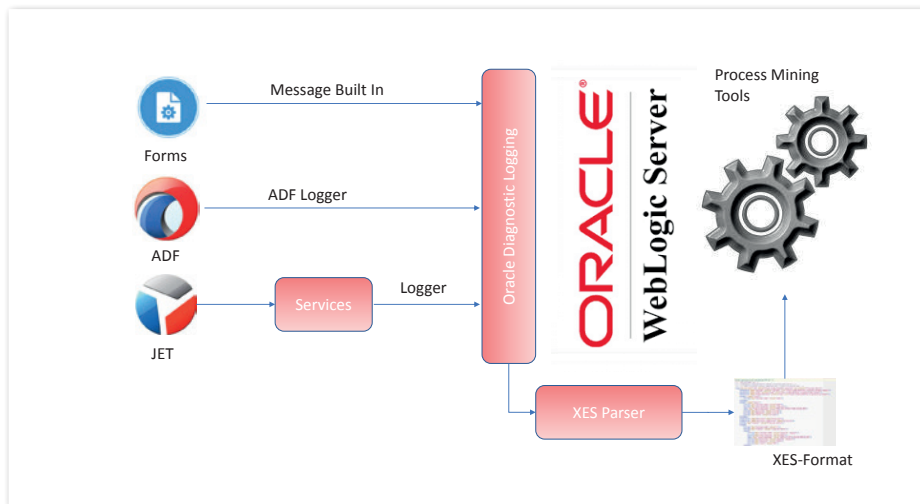 Message Built In
Forms
ADF Logger
ADF
Services
Logger
JET
Oracle Diagnostic Logging
ORACLE®
WebLogic Server
Process Mining
Tools
XES Parser
XES-Format